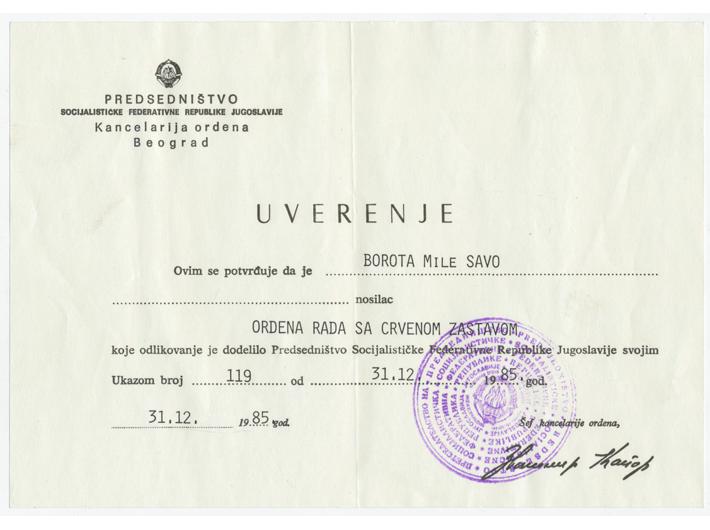 PREDSEDNIŠTVO
SOCIJALISTIČKE FEDERATIVNE REPUBLIKE JUGOSLAVIJE
Kancelarija ordena
Beograd
UVERENJE
Ovim se potvrđuje da je BOROTA MILE SAVO
nosilac
ORDENA RADA SA CRVENOM ZASTAVOM
koje odlikovanje je dodelilo Predsedništvo Socijalističke Federativne Republike Jugoslavije svojim
Ukazom broj 119 od 31.12. 1985. god.
31.12. 1985. god.
Šef kancelarije ordena,